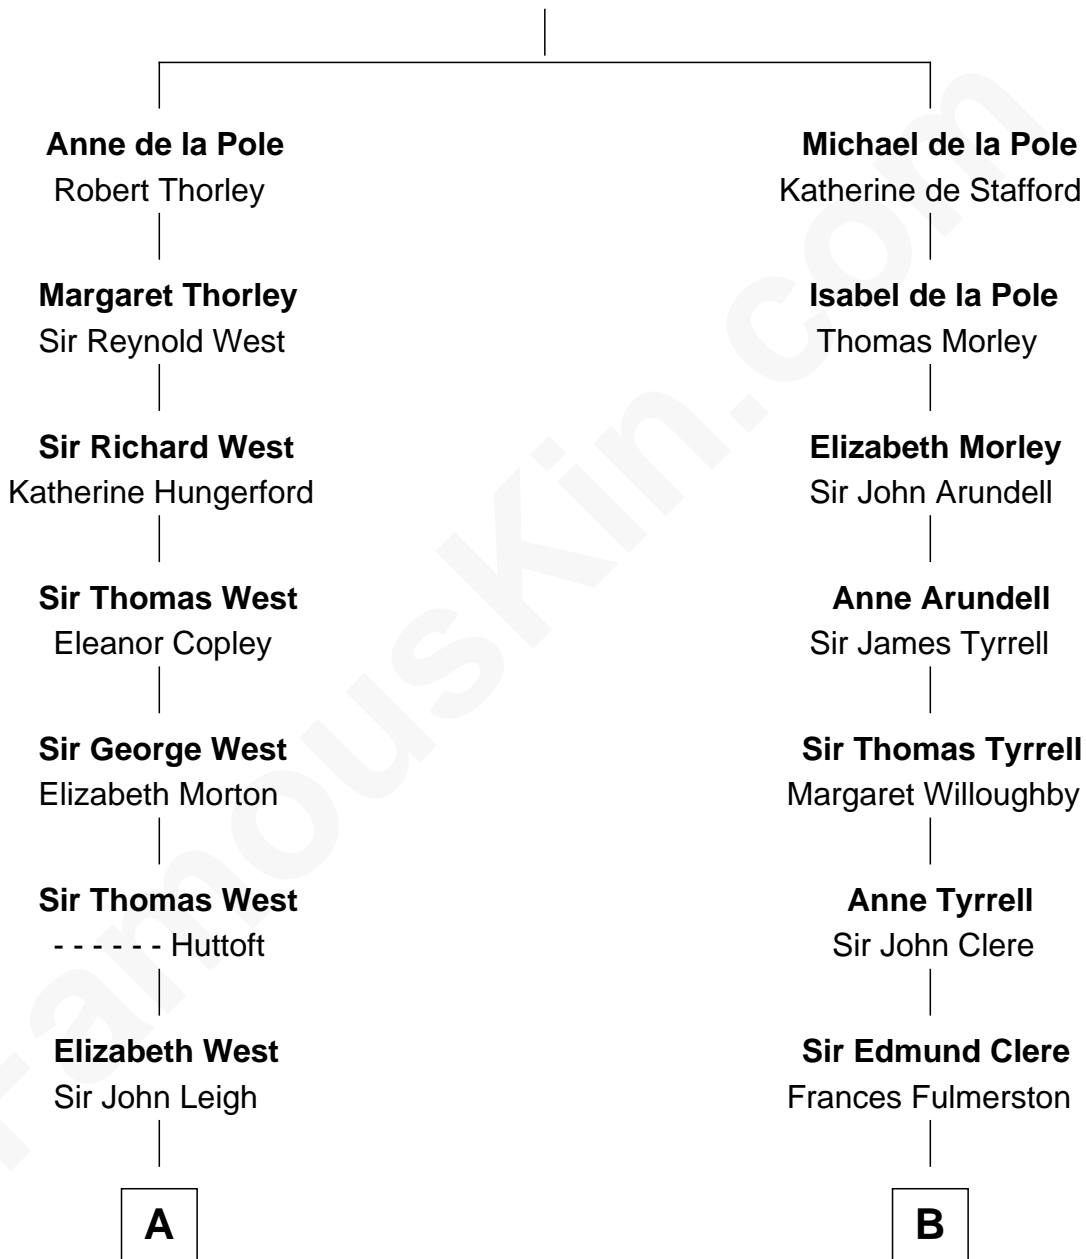 Anne de la Pole
Robert Thorley
Margaret Thorley
Sir Reynold West
Sir Richard West
Katherine Hungerford
Sir Thomas West
Eleanor Copley
Sir George West
Elizabeth Morton
Sir Thomas West
- - - - - - Huttoft
Elizabeth West
Sir John Leigh
A
Michael de la Pole
Katherine de Stafford
Isabel de la Pole
Thomas Morley
Elizabeth Morley
Sir John Arundell
Anne Arundell
Sir James Tyrrell
Sir Thomas Tyrrell
Margaret Willoughby
Anne Tyrrell
Sir John Clere
Sir Edmund Clere
Frances Fulmerston
B
FamousKin.com